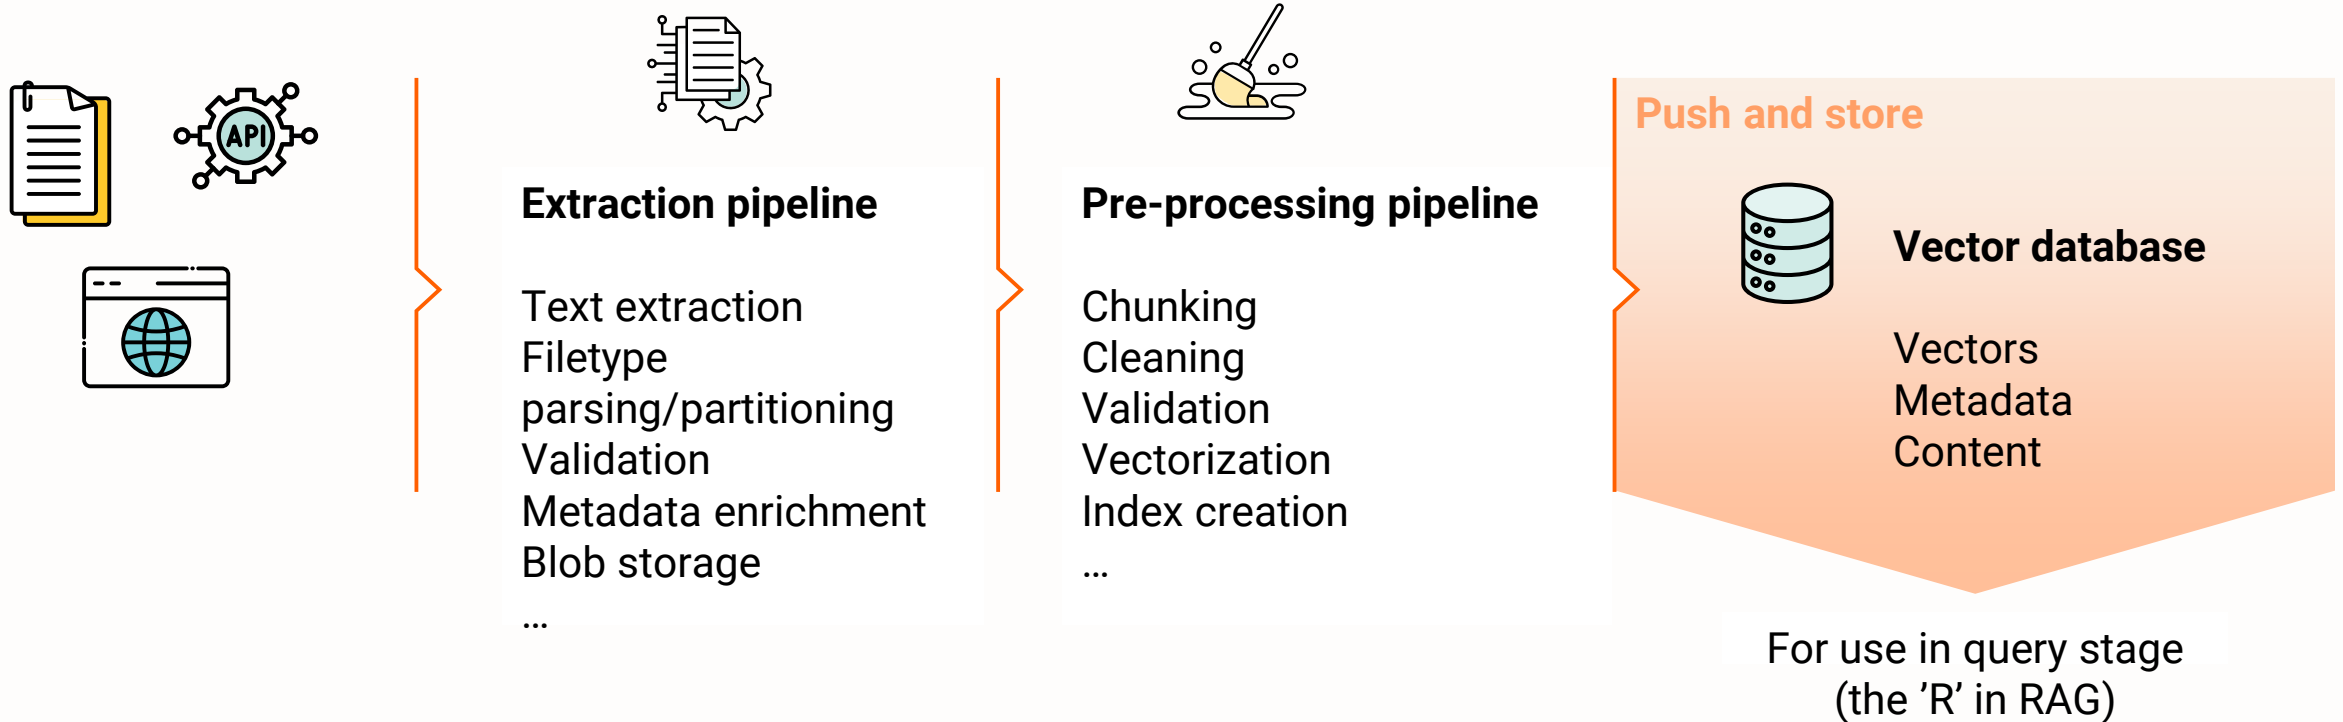 API
Extraction pipeline
Text extraction
Filetype
parsing/partitioning
Validation
Metadata enrichment
Blob storage
…
Pre-processing pipeline
Chunking
Cleaning
Validation
Vectorization
Index creation
…
Push and store
Vector database
Vectors
Metadata
Content
For use in query stage
(the ’R’ in RAG)